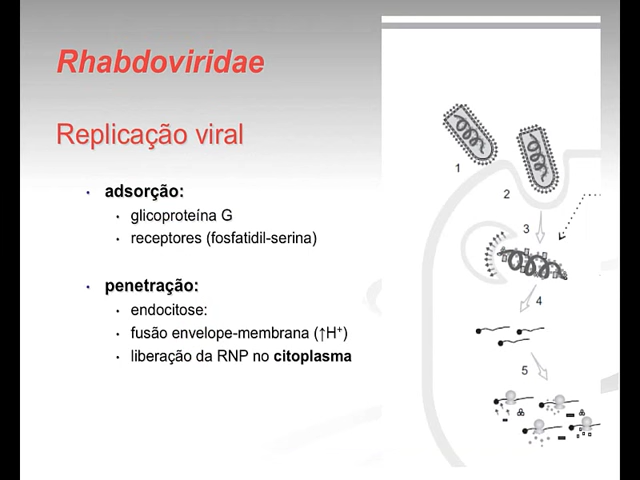 Rhabdoviridae
Replicação viral
adsorção:
glicoproteína G
receptores (fosfatidil-serina)
penetração:
endocitose:
fusão envelope-membrana (↑H⁺)
liberação da RNP no citoplasma
1
2
3
4
5